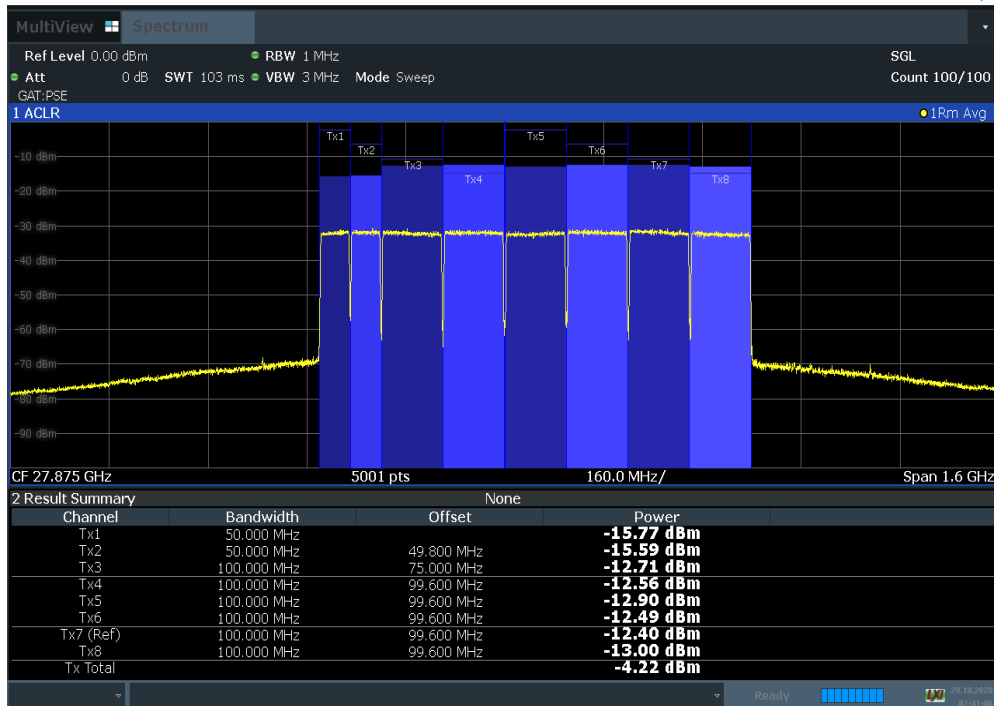 MultiView Spectrum
Ref Level 0.00 dBm RBW 1 MHz SGL
Att 0 dB SWT 103 ms VBW 3 MHz Mode Sweep Count 100/100
GAT:PSE
1 ACLR 1Rm Avg
Tx1 Tx5
Tx2 Tx6
Tx3 Tx7
Tx4 Tx8
-10 dBm
-20 dBm
-30 dBm
-40 dBm
-50 dBm
-60 dBm
-70 dBm
-80 dBm
-90 dBm
CF 27.875 GHz 5001 pts 160.0 MHz/ Span 1.6 GHz
2 Result Summary None
Channel Bandwidth Offset Power
Tx1 50.000 MHz -15.77 dBm
Tx2 50.000 MHz 49.800 MHz -15.59 dBm
Tx3 100.000 MHz 75.000 MHz -12.71 dBm
Tx4 100.000 MHz 99.600 MHz -12.56 dBm
Tx5 100.000 MHz 99.600 MHz -12.90 dBm
Tx6 100.000 MHz 99.600 MHz -12.49 dBm
Tx7 (Ref) 100.000 MHz 99.600 MHz -12.40 dBm
Tx8 100.000 MHz 99.600 MHz -13.00 dBm
Tx Total -4.22 dBm
Ready LXI 29.10.2020
02:41:06